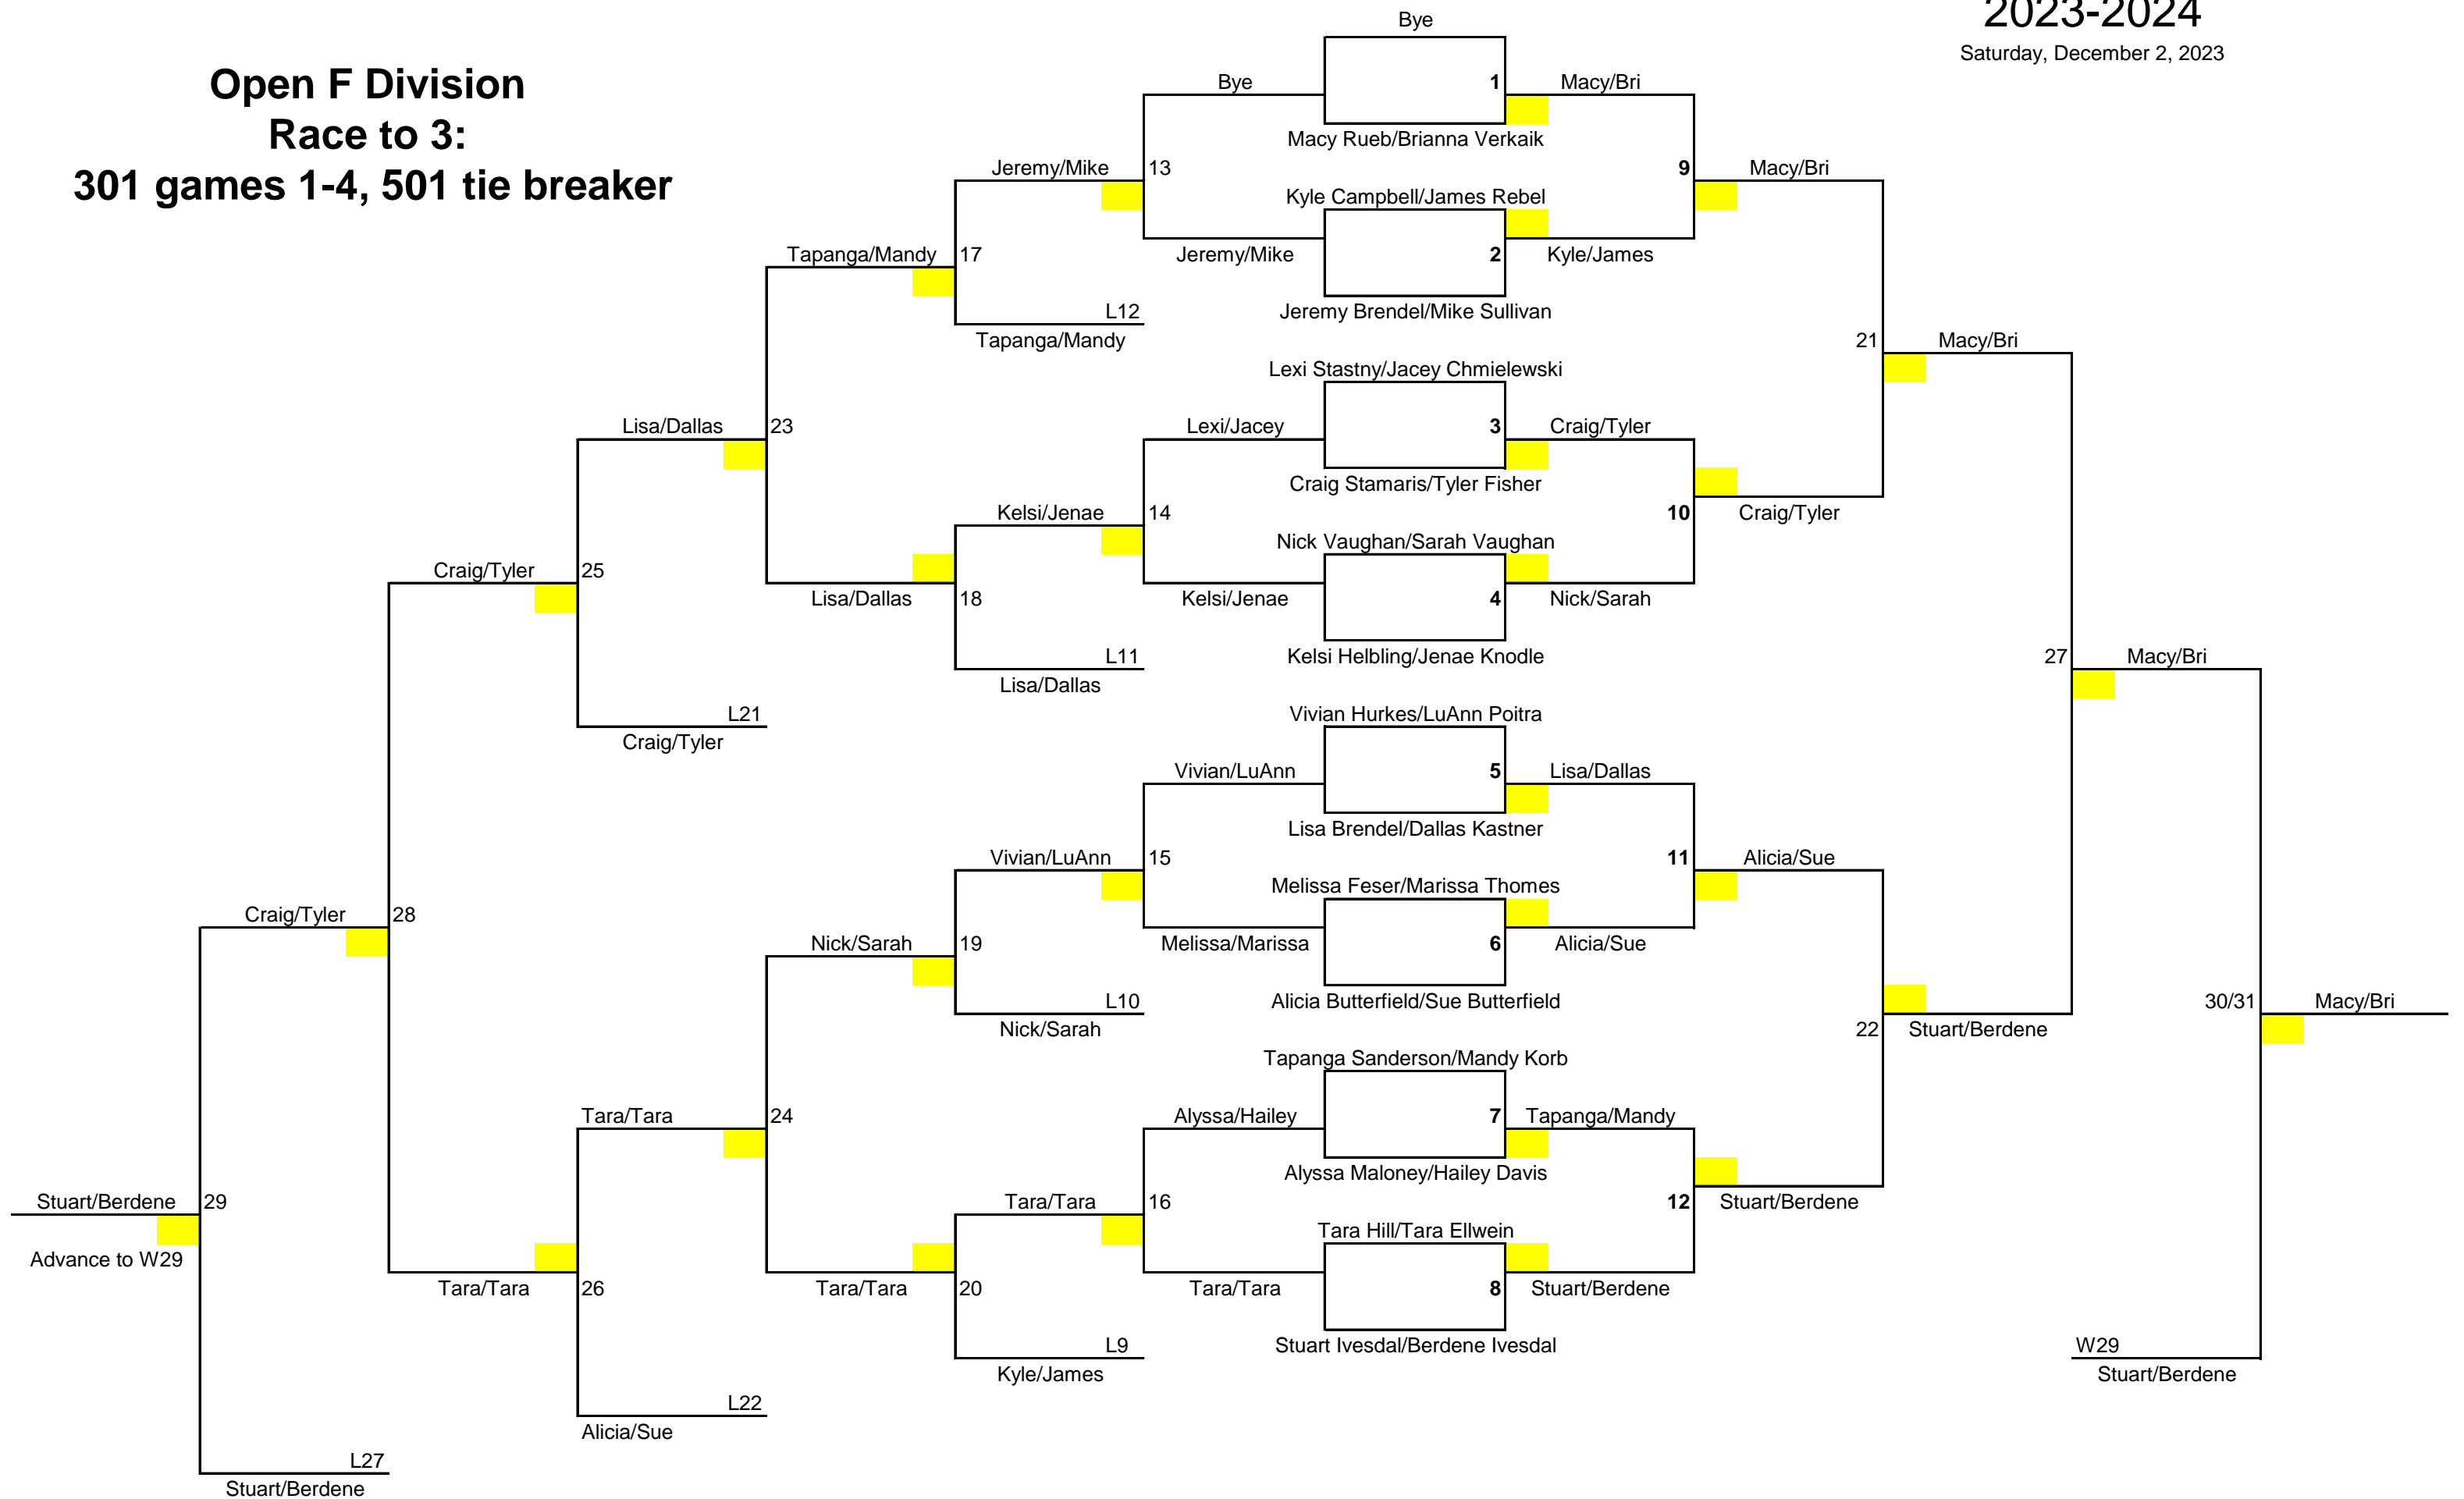 2023-2024
Saturday, December 2, 2023
Open F Division
Race to 3:
301 games 1-4, 501 tie breaker
Bye
Bye
1
Macy/Bri
Macy Rueb/Brianna Verkaik
Jeremy/Mike
13
9
Macy/Bri
Kyle Campbell/James Rebel
Tapanga/Mandy
17
Jeremy/Mike
2
Kyle/James
L12
Jeremy Brendel/Mike Sullivan
Tapanga/Mandy
21
Macy/Bri
Lexi Stastny/Jacey Chmielewski
Lisa/Dallas
23
Lexi/Jacey
3
Craig/Tyler
Craig Stamaris/Tyler Fisher
Kelsi/Jenae
14
10
Craig/Tyler
Nick Vaughan/Sarah Vaughan
Craig/Tyler
25
Lisa/Dallas
18
Kelsi/Jenae
4
Nick/Sarah
L11
Kelsi Helbling/Jenae Knodle
27
Macy/Bri
Lisa/Dallas
L21
Vivian Hurkes/LuAnn Poitra
Craig/Tyler
Vivian/LuAnn
5
Lisa/Dallas
Lisa Brendel/Dallas Kastner
Vivian/LuAnn
15
11
Alicia/Sue
Melissa Feser/Marissa Thomes
Craig/Tyler
28
Nick/Sarah
19
Melissa/Marissa
6
Alicia/Sue
L10
Alicia Butterfield/Sue Butterfield
30/31
Macy/Bri
Nick/Sarah
22
Stuart/Berdene
Tapanga Sanderson/Mandy Korb
Tara/Tara
24
Alyssa/Hailey
7
Tapanga/Mandy
Alyssa Maloney/Hailey Davis
Stuart/Berdene
29
Tara/Tara
16
12
Stuart/Berdene
Tara Hill/Tara Ellwein
Advance to W29
Tara/Tara
26
Tara/Tara
20
Tara/Tara
8
Stuart/Berdene
L9
Stuart Ivesdal/Berdene Ivesdal
W29
Kyle/James
Stuart/Berdene
L22
Alicia/Sue
L27
Stuart/Berdene